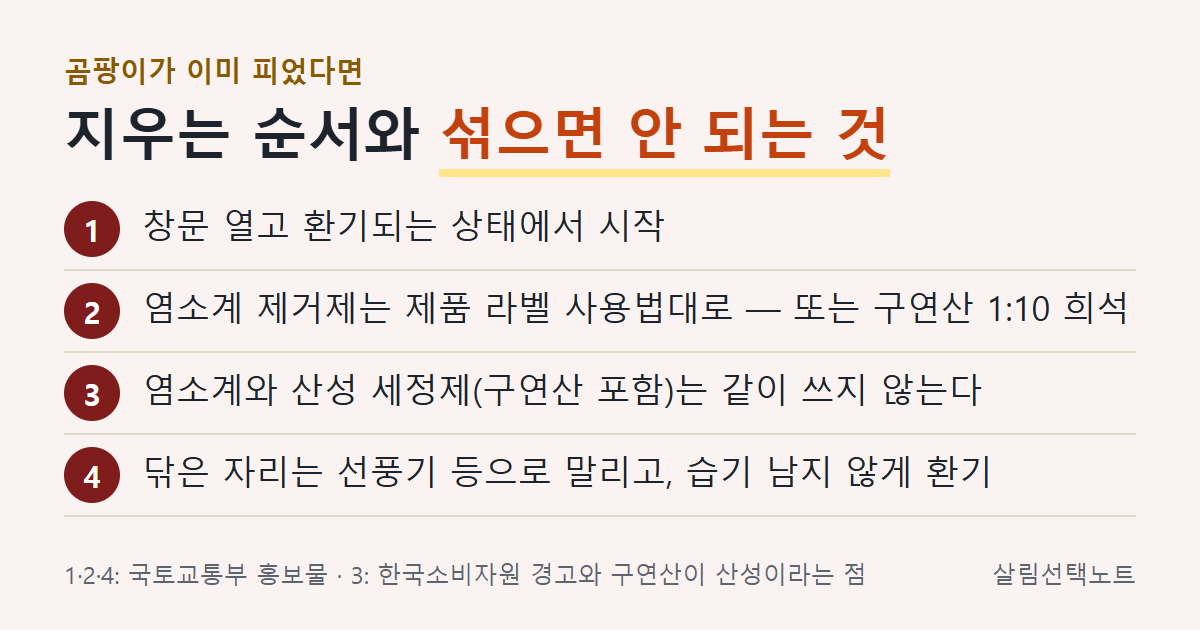 곰팡이가 이미 피었다면
지우는 순서와 섞으면 안 되는 것
1 창문 열고 환기되는 상태에서 시작
2 염소계 제거제는 제품 라벨 사용법대로 — 또는 구연산 1:10 희석
3 염소계와 산성 세정제(구연산 포함)는 같이 쓰지 않는다
4 닦은 자리는 선풍기 등으로 말리고, 습기 남지 않게 환기
1·2·4: 국토교통부 홍보물 · 3: 한국소비자원 경고와 구연산이 산성이라는 점 살림선택노트